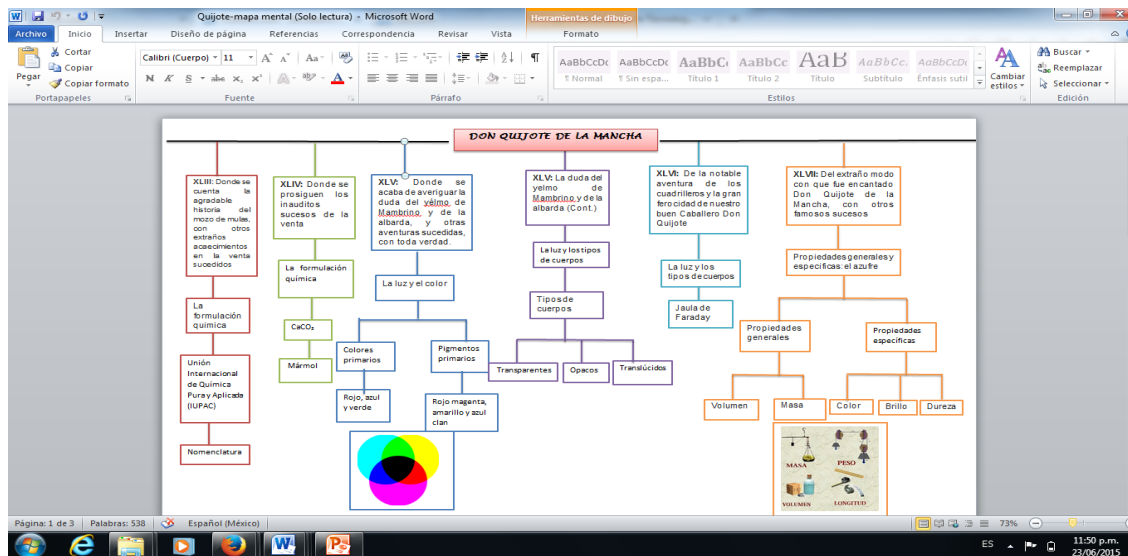 Quijote-mapa mental (Solo lectura) - Microsoft Word
Herramientas de dibujo
Archivo
Inicio
Insertar
Diseño de página
Referencias
Correspondencia
Revisar
Vista
Formato
Pegar
Cortar
Copiar
Copiar formato
Portapapeles
Calibri (Cuerpo)
11
Fuente
Párrafo
AaBbCcDc
¶ Normal
AaBbCcDc
¶ Sin espa...
AaBbC
Título 1
AaBbCc
Título 2
AaB
Título
AaBbCc.
Subtítulo
AaBbCcDi
Énfasis sutil
Cambiar
estilos
Estilos
Buscar
Reemplazar
Seleccionar
Edición
DON QUIJOTE DE LA MANCHA
XLIII: Donde se
cuenta la
agradable
historia del
mozo de mulas,
con otros
extraños
acaecimientos
en la venta
sucedidos
La
formulación
quimica
Unión
Internacional
de Química
Pura y Aplicada
(IUPAC)
Nomenclatura
XLIV: Donde se
prosiguen los
inauditos
sucesos de la
venta
La formulación
química
CaCO₂
Mármol
XLV: Donde se
acaba de averiguar la
duda del yélmo de
Mambrino y de la
albarda, y otras
aventuras sucedidas,
con toda verdad.
La luz y el color
Colores
primarios
Rojo, azul
y verde
Pigmentos
primarios
Rojo magenta,
amarillo y azul
clan
XLV: La duda del
yelmo de
Mambrino y de la
albarda (Cont.)
La luz y los tipos
de cuerpos
Tipos de
cuerpos
Transparentes
Opacos
Translúcidos
XLVI: De la notable
aventura de los
cuadrilleros y la gran
ferocidad de nuestro
buen Caballero Don
Quijote
La luz y los
tipos de cuerpos
Jaula de
Faraday
XLVII: Del extraño modo
con que fue encantado
Don Quijote de la
Mancha, con otros
famosos sucesos
Propiedades generales y
especificas: el azufre
Propiedades
generales
Volumen
Masa
Propiedades
específicas
Color
Brillo
Dureza
MASA
PESO
VOLUMES
LONGITUD
Página: 1 de 3
Palabras: 538
Español (México)
73%
ES
11:50 p.m.
23/06/2015